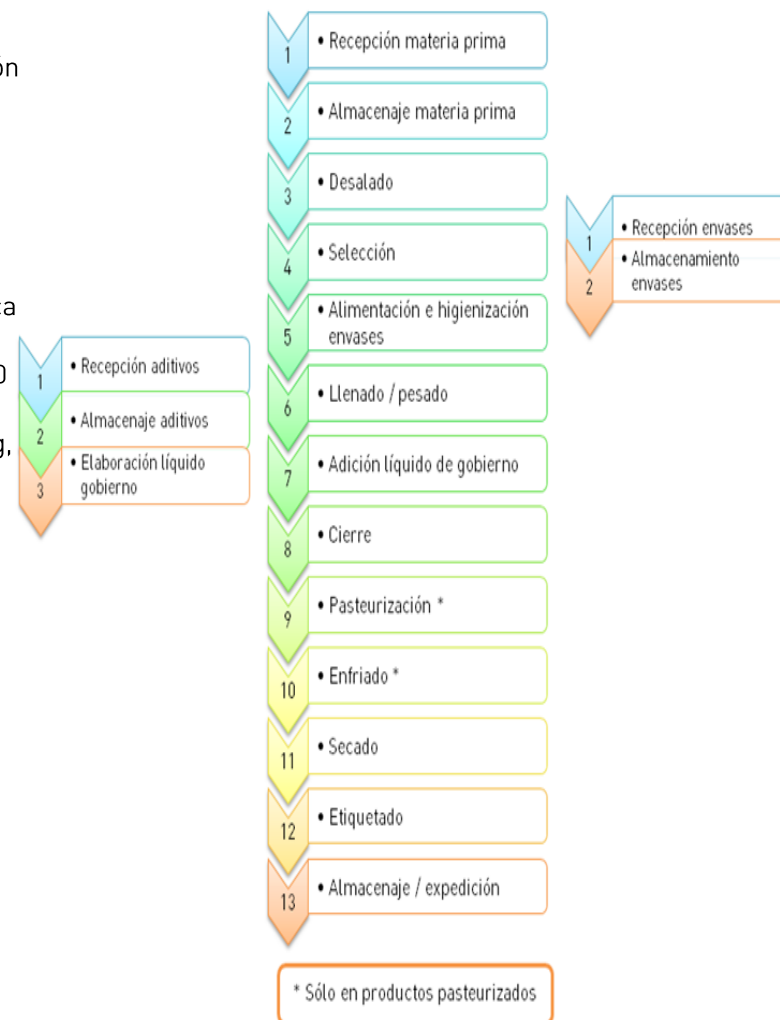 ón
ca
0
g,
1
• Recepción aditivos
2
• Almacenaje aditivos
3
• Elaboración líquido
gobierno
1
• Recepción materia prima
2
• Almacenaje materia prima
3
• Desalado
4
• Selección
5
• Alimentación e higienización
envases
6
• Llenado / pesado
7
• Adición líquido de gobierno
8
• Cierre
9
• Pasteurización *
10
• Enfriado *
11
• Secado
12
• Etiquetado
13
• Almacenaje / expedición
* Sólo en productos pasteurizados
1
• Recepción envases
2
• Almacenamiento
envases